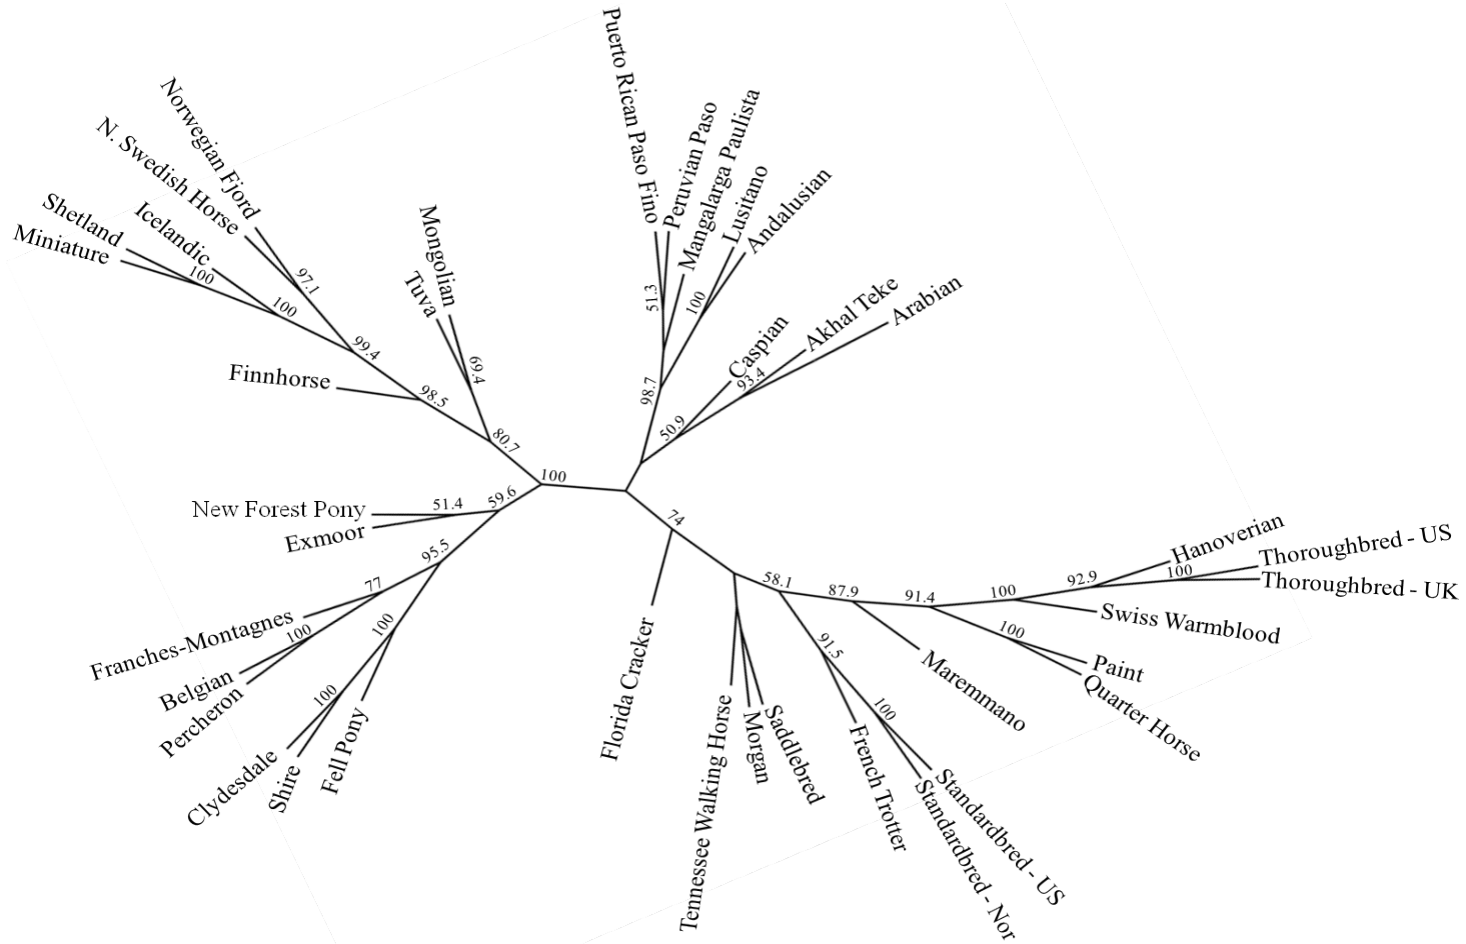 Puerto Rican Paso Fino
Peruvian Paso
Mangalarga Paulista
Lusitano
Andalusian
51.3
100
98.7
Caspian
Akhal Teke
Arabian
93.4
50.9
Norwegian Fjord
N. Swedish Horse
Icelandic
Shetland
Miniature
97.1
100
100
99.4
Mongolian
Tuva
69.4
Finnhorse
98.5
80.7
100
New Forest Pony
Exmoor
51.4
59.6
95.5
77
Franches-Montagnes
100
Belgian
Percheron
100
100
Clydesdale
Shire
Fell Pony
74
Florida Cracker
Tennessee Walking Horse
Morgan
Saddlebred
58.1
87.9
91.4
100
92.9
100
Hanoverian
Thoroughbred - US
Thoroughbred - UK
Swiss Warmblood
100
Paint
Quarter Horse
Maremmano
91.5
100
French Trotter
Standardbred - Nor
Standardbred - US